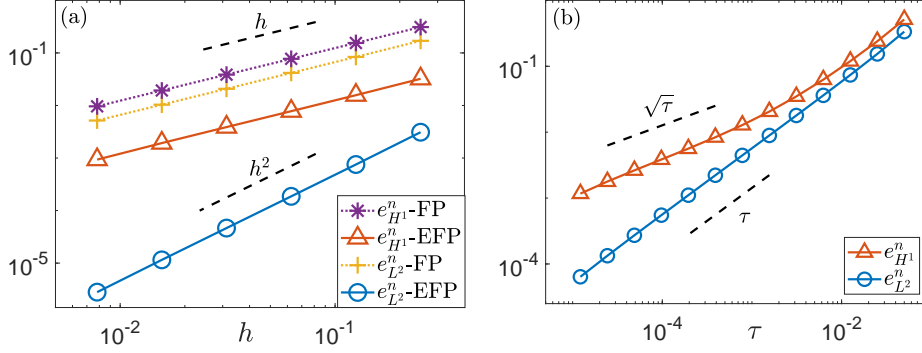 (a)
h
10^{-1}
h^2
10^{-5}
e^n_{H^1}-FP
e^n_{H^1}-EFP
e^n_{L^2}-FP
e^n_{L^2}-EFP
10^{-2}
h
10^{-1}
(b)
10^{-1}
√τ
τ
10^{-4}
e^n_{H^1}
e^n_{L^2}
10^{-4}
τ
10^{-2}